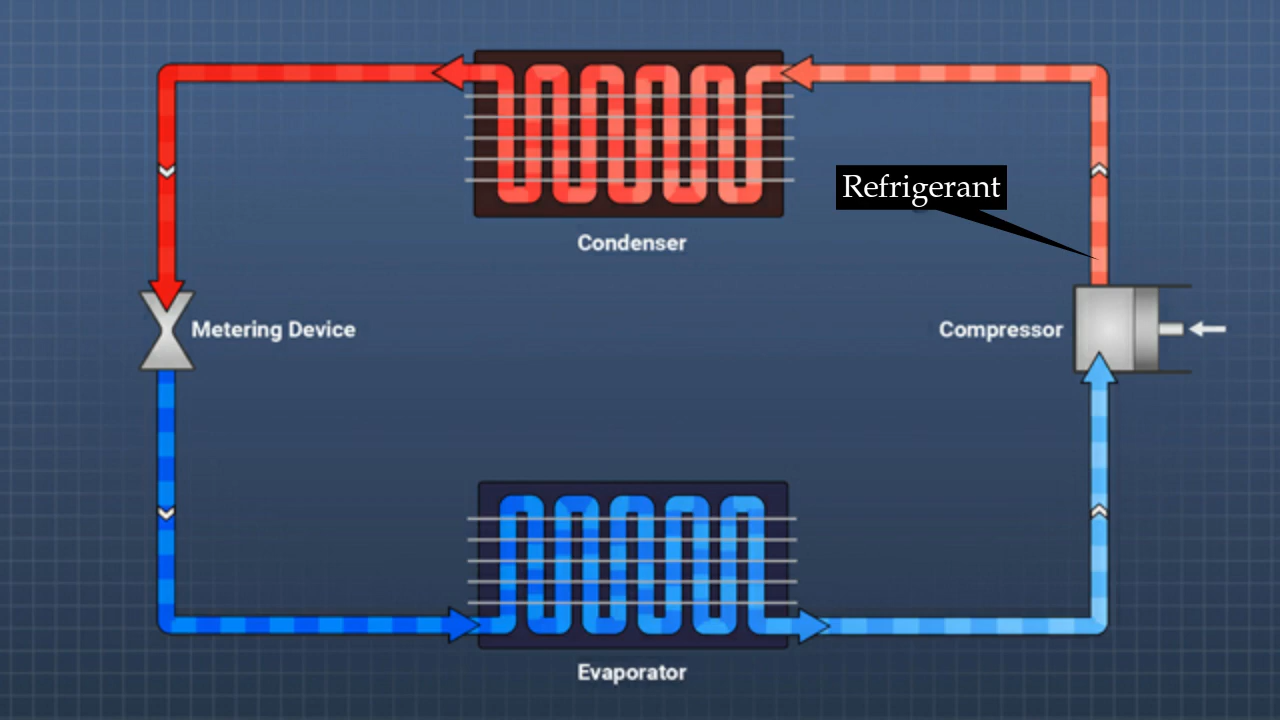 Refrigerant
Condenser
Metering Device
Compressor
Evaporator